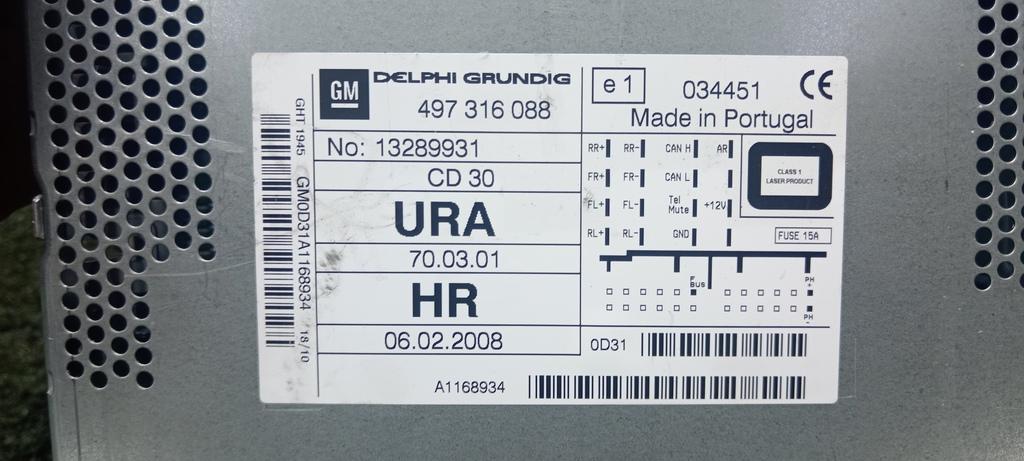 GM DELPHI GRUNDIG
497 316 088
No: 13289931
CD 30
URA
70.03.01
HR
06.02.2008
GHT 1945 GM0D31A1168934 18/10
e1 034451 CE
Made in Portugal
RR+ RR- CAN H AR
FR+ FR- CAN L
FL+ FL- Tel Mute +12V
RL+ RL- GND
CLASS 1
LASER PRODUCT
FUSE 15A
F BUS
PH +
PH -
0D31
A1168934